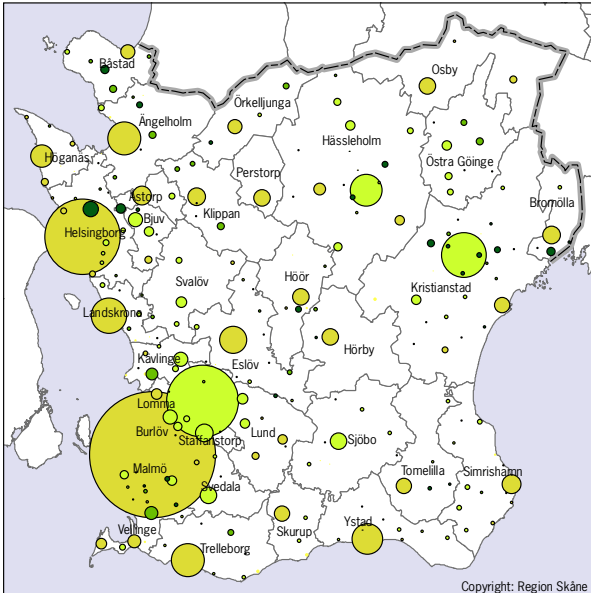 Båstad
Osby
Örkelljunga
Ängelholm
Hässleholm
Höganäs
Östra Göinge
Perstorp
Åstorp
Bromölla
Bjuv
Klippan
Helsingborg
Höör
Svalöv
Kristianstad
Landskrona
Hörby
Kävlinge
Eslöv
Lomma
Burlöv
Lund
Staffanstorp
Sjöbo
Malmö
Tomelilla
Simrishamn
Svedala
Vellinge
Skurup
Ystad
Trelleborg
Copyright: Region Skåne